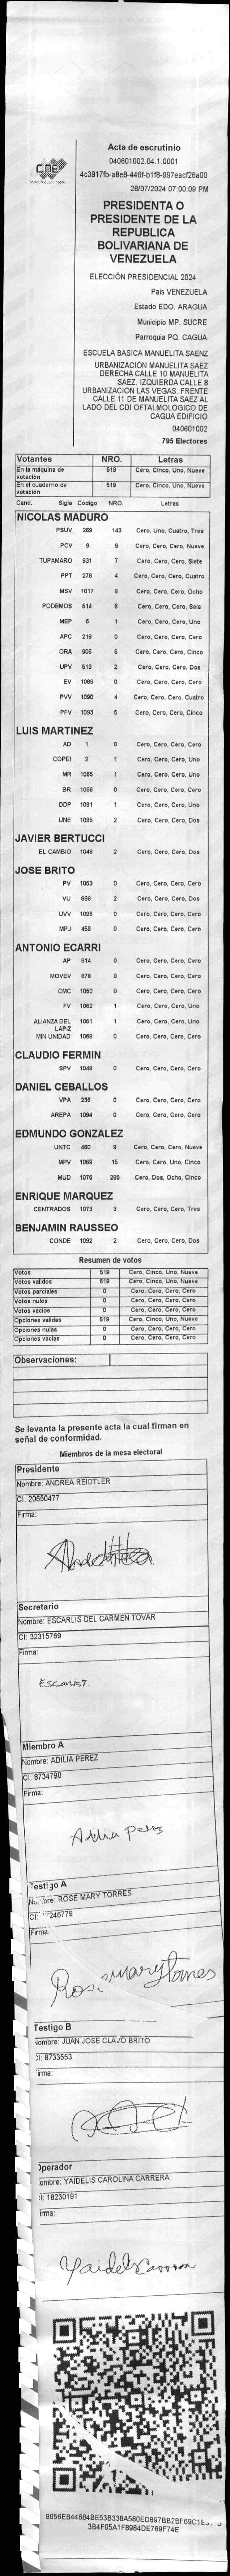 CNE
Acta de escrutinio
040601002.04.1.0001
4c3917fb-a8e8-446f-b1f8-997eacf26a00
28/07/2024 07:00:09 PM
PRESIDENTA O
PRESIDENTE DE LA
REPUBLICA
BOLIVARIANA DE
VENEZUELA
ELECCIÓN PRESIDENCIAL 2024
Pais VENEZUELA
Estado EDO. ARAGUA
Municipio MP. SUCRE
Parroquia PQ. CAGUA
ESCUELA BASICA MANUELITA SAENZ
URBANIZACIÓN MANUELITA SAEZ
DERECHA CALLE 10 MANUELITA
SAEZ. IZQUIERDA CALLE 8
URBANIZACION LAS VEGAS. FRENTE
CALLE 11 DE MANUELITA SAEZ AL
LADO DEL CDI OFTALMOLOGICO DE
CAGUA EDIFICIO
040601002
795 Electores
Votantes NRO. Letras
En la máquina de votación 519 Cero, Cinco, Uno, Nueve
En el cuaderno de votación 519 Cero, Cinco, Uno, Nueve
Cand. Sigla Código NRO. Letras
NICOLAS MADURO
PSUV 269 143 Cero, Uno, Cuatro, Tres
PCV 9 9 Cero, Cero, Cero, Nueve
TUPAMARO 931 7 Cero, Cero, Cero, Siete
PPT 276 4 Cero, Cero, Cero, Cuatro
MSV 1017 8 Cero, Cero, Cero, Ocho
PODEMOS 514 6 Cero, Cero, Cero, Seis
MEP 6 1 Cero, Cero, Cero, Uno
APC 219 0 Cero, Cero, Cero, Cero
ORA 906 5 Cero, Cero, Cero, Cinco
UPV 513 2 Cero, Cero, Cero, Dos
EV 1089 0 Cero, Cero, Cero, Cero
PVV 1090 4 Cero, Cero, Cero, Cuatro
PFV 1093 5 Cero, Cero, Cero, Cinco
LUIS MARTINEZ
AD 1 0 Cero, Cero, Cero, Cero
COPEI 2 1 Cero, Cero, Cero, Uno
MR 1065 1 Cero, Cero, Cero, Uno
BR 1066 0 Cero, Cero, Cero, Cero
DDP 1091 1 Cero, Cero, Cero, Uno
UNE 1095 2 Cero, Cero, Cero, Dos
JAVIER BERTUCCI
EL CAMBIO 1048 2 Cero, Cero, Cero, Dos
JOSE BRITO
PV 1053 0 Cero, Cero, Cero, Cero
VU 868 2 Cero, Cero, Cero, Dos
UVV 1096 0 Cero, Cero, Cero, Cero
MPJ 458 0 Cero, Cero, Cero, Cero
ANTONIO ECARRI
AP 814 0 Cero, Cero, Cero, Cero
MOVEV 878 0 Cero, Cero, Cero, Cero
CMC 1050 0 Cero, Cero, Cero, Cero
FV 1062 1 Cero, Cero, Cero, Uno
ALIANZA DEL LAPIZ 1051 1 Cero, Cero, Cero, Uno
MIN UNIDAD 1069 0 Cero, Cero, Cero, Cero
CLAUDIO FERMIN
SPV 1049 0 Cero, Cero, Cero, Cero
DANIEL CEBALLOS
VPA 236 0 Cero, Cero, Cero, Cero
AREPA 1094 0 Cero, Cero, Cero, Cero
EDMUNDO GONZALEZ
UNTC 460 9 Cero, Cero, Cero, Nueve
MPV 1069 15 Cero, Cero, Uno, Cinco
MUD 1075 285 Cero, Dos, Ocho, Cinco
ENRIQUE MARQUEZ
CENTRADOS 1073 3 Cero, Cero, Cero, Tres
BENJAMIN RAUSSEO
CONDE 1092 2 Cero, Cero, Cero, Dos
Resumen de votos
Votos 519 Cero, Cinco, Uno, Nueve
Votos validos 519 Cero, Cinco, Uno, Nueve
Votos parciales 0 Cero, Cero, Cero, Cero
Votos nulos 0 Cero, Cero, Cero, Cero
Votos vacios 0 Cero, Cero, Cero, Cero
Opciones validas 519 Cero, Cinco, Uno, Nueve
Opciones nulas 0 Cero, Cero, Cero, Cero
Opciones vacias 0 Cero, Cero, Cero, Cero
Observaciones:
Se levanta la presente acta la cual firman en
señal de conformidad.
Miembros de la mesa electoral
Presidente
Nombre: ANDREA REIDTLER
CI: 20650477
Firma:
Secretario
Nombre: ESCARLIS DEL CARMEN TOVAR
CI: 32315769
Firma:
Escarlis T.
Miembro A
Nombre: ADILIA PEREZ
CI: 8734790
Firma:
Adilia Perez
Testigo A
Nombre: ROSE MARY TORRES
CI: 246779
Firma:
Rosemary Torres
Testigo B
Nombre: JUAN JOSE CLAVO BRITO
CI: 8733553
Firma:
Operador
Nombre: YAIDELIS CAROLINA CARRERA
CI: 18230191
Firma:
Yaidelis Carrera
3B4F05A1F8984DE769F74E